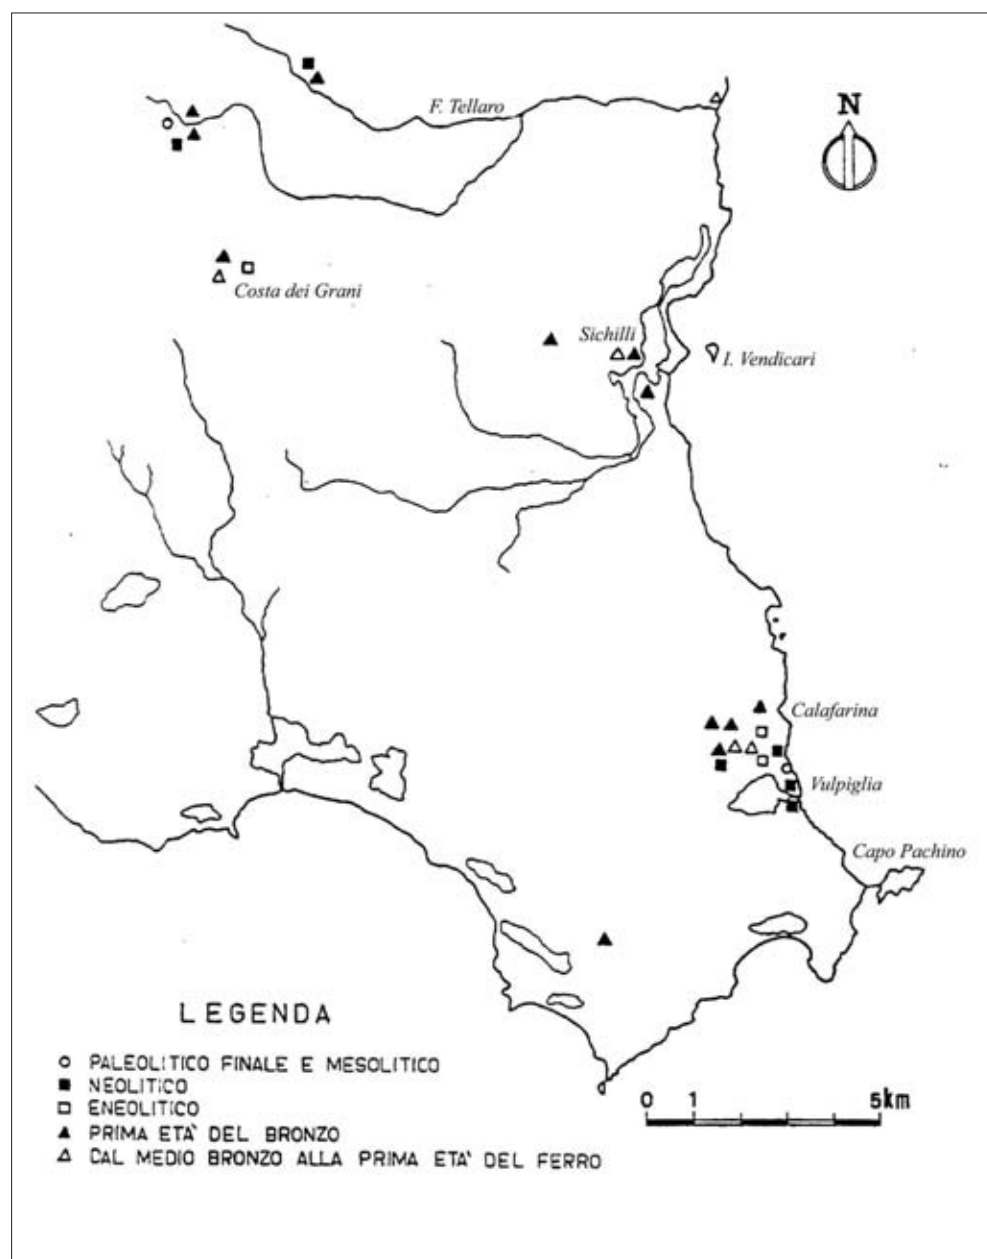 F. Tellaro
N
Costa dei Grani
Sichilli
I. Vendicari
Calafarina
Vulpiglia
Capo Pachino
LEGENDA
PALEOLITICO FINALE E MESOLITICO
NEOLITICO
ENEOLITICO
PRIMA ETA' DEL BRONZO
DAL MEDIO BRONZO ALLA PRIMA ETA' DEL FERRO
0 1 5km